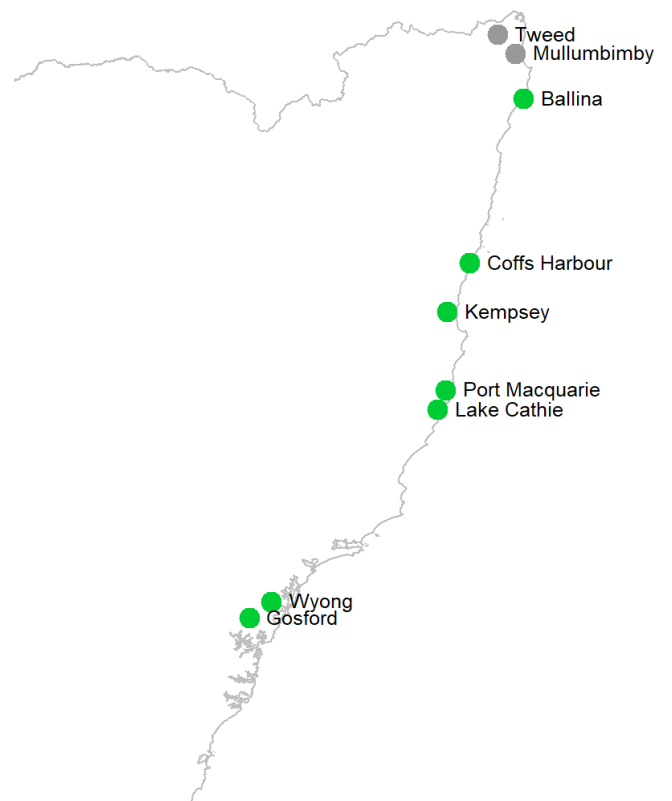 Tweed
Mullumbimby
Ballina
Coffs Harbour
Kempsey
Port Macquarie
Lake Cathie
Wyong
Gosford